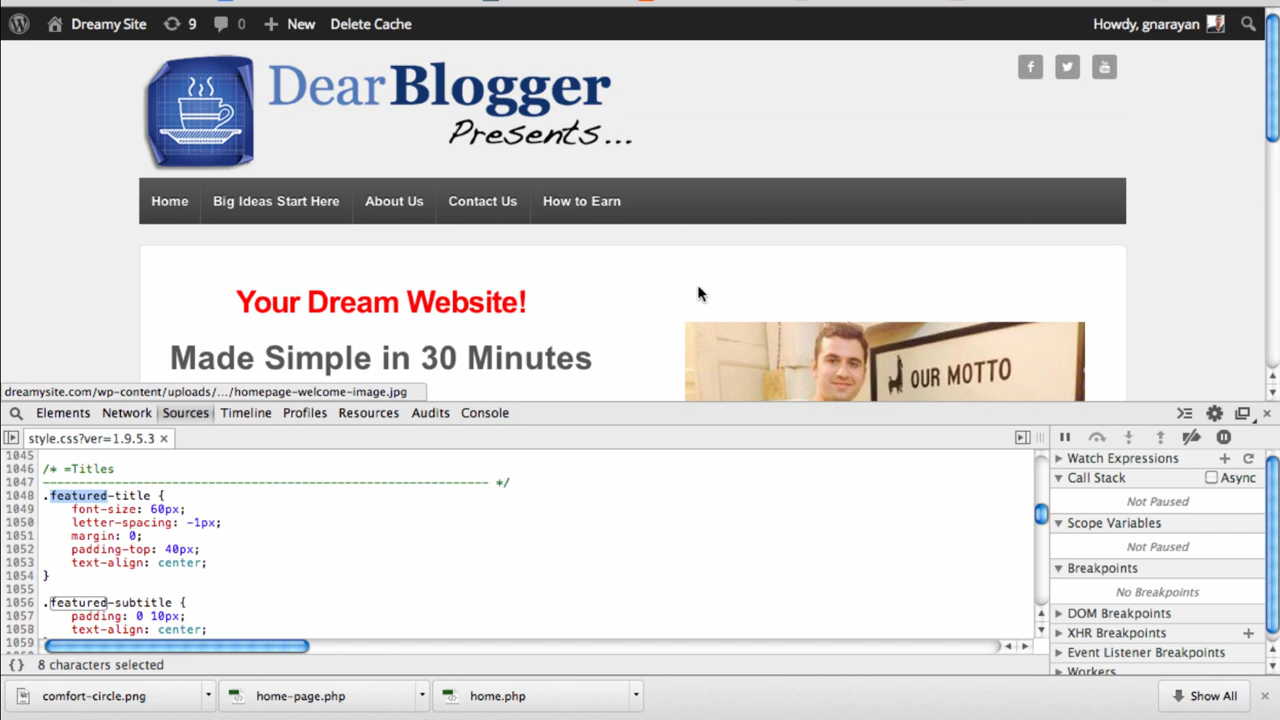 Dreamy Site 9 0 New Delete Cache Howdy, gnarayan
DearBlogger
Presents...
Home Big Ideas Start Here About Us Contact Us How to Earn
Your Dream Website!
Made Simple in 30 Minutes
OUR MOTTO
dreamysite.com/wp-content/uploads/.../homepage-welcome-image.jpg
Elements Network Sources Timeline Profiles Resources Audits Console
style.css?ver=1.9.5.3 ×
1045
1046 /* =Titles
1047 -------------------------------------------------------------- */
1048 .featured-title {
1049 font-size: 60px;
1050 letter-spacing: -1px;
1051 margin: 0;
1052 padding-top: 40px;
1053 text-align: center;
1054 }
1055
1056 .featured-subtitle {
1057 padding: 0 10px;
1058 text-align: center;
1059
Watch Expressions
Call Stack Async
Not Paused
Scope Variables
Not Paused
Breakpoints
No Breakpoints
DOM Breakpoints
XHR Breakpoints
Event Listener Breakpoints
Workers
{} 8 characters selected
comfort-circle.png home-page.php home.php Show All